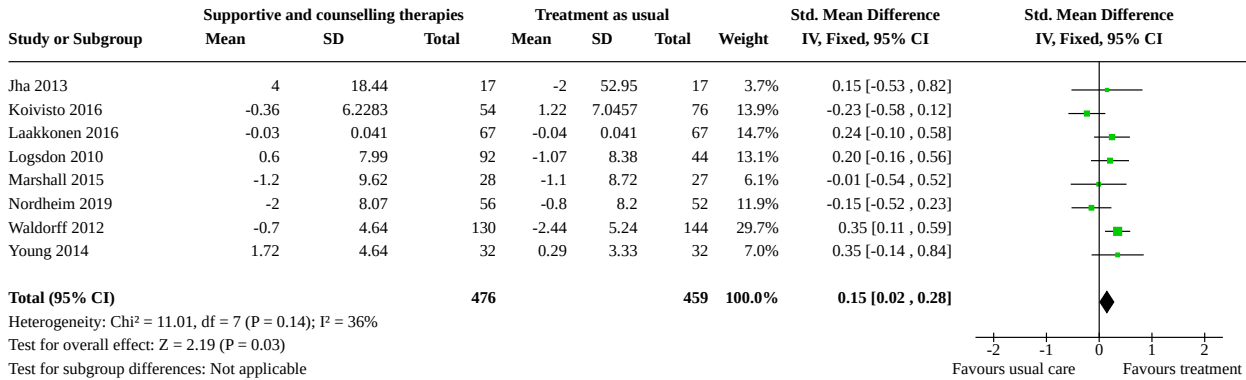 Supportive and counselling therapies Treatment as usual Std. Mean Difference Std. Mean Difference
Study or Subgroup Mean SD Total Mean SD Total Weight IV, Fixed, 95% CI IV, Fixed, 95% CI
Jha 2013 4 18.44 17 -2 52.95 17 3.7% 0.15 [-0.53 , 0.82]
Koivisto 2016 -0.36 6.2283 54 1.22 7.0457 76 13.9% -0.23 [-0.58 , 0.12]
Laakkonen 2016 -0.03 0.041 67 -0.04 0.041 67 14.7% 0.24 [-0.10 , 0.58]
Logsdon 2010 0.6 7.99 92 -1.07 8.38 44 13.1% 0.20 [-0.16 , 0.56]
Marshall 2015 -1.2 9.62 28 -1.1 8.72 27 6.1% -0.01 [-0.54 , 0.52]
Nordheim 2019 -2 8.07 56 -0.8 8.2 52 11.9% -0.15 [-0.52 , 0.23]
Waldorff 2012 -0.7 4.64 130 -2.44 5.24 144 29.7% 0.35 [0.11 , 0.59]
Young 2014 1.72 4.64 32 0.29 3.33 32 7.0% 0.35 [-0.14 , 0.84]
Total (95% CI) 476 459 100.0% 0.15 [0.02 , 0.28]
Heterogeneity: Chi² = 11.01, df = 7 (P = 0.14); I² = 36%
Test for overall effect: Z = 2.19 (P = 0.03)
-2 -1 0 1 2
Test for subgroup differences: Not applicable
Favours usual care Favours treatment